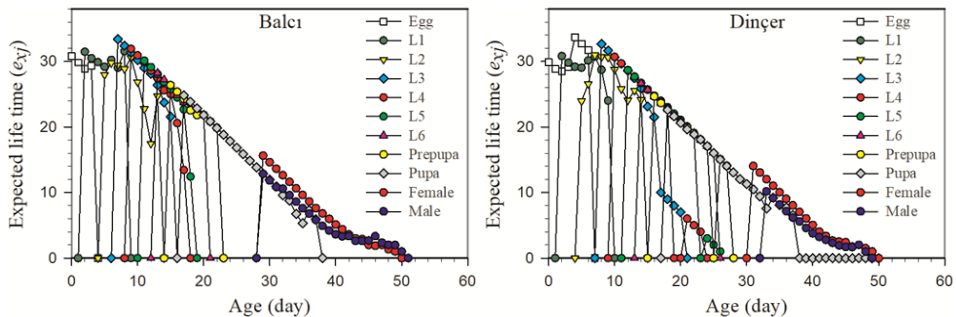 Balcı
Expected life time (exj)
30
20
10
0
0 10 20 30 40 50 60
Age (day)
Egg
L1
L2
L3
L4
L5
L6
Prepupa
Pupa
Female
Male
Dinçer
Expected life time (exj)
30
20
10
0
0 10 20 30 40 50 60
Age (day)
Egg
L1
L2
L3
L4
L5
L6
Prepupa
Pupa
Female
Male